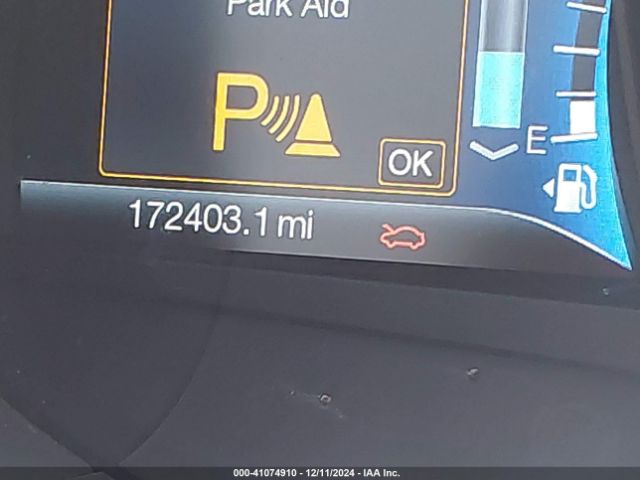 Park Aid
P
OK
E
172403.1 mi
000-41074910 - 12/11/2024 - IAA Inc.